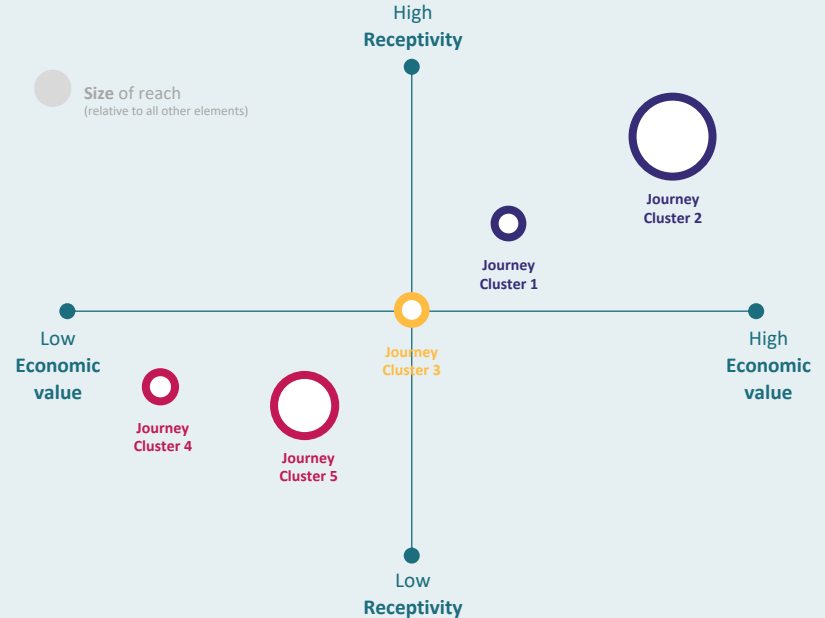 High
Receptivity
Size of reach
(relative to all other elements)
Journey
Cluster 2
Journey
Cluster 1
Low
Economic
value
High
Economic
value
Journey
Cluster 3
Journey
Cluster 4
Journey
Cluster 5
Low
Receptivity